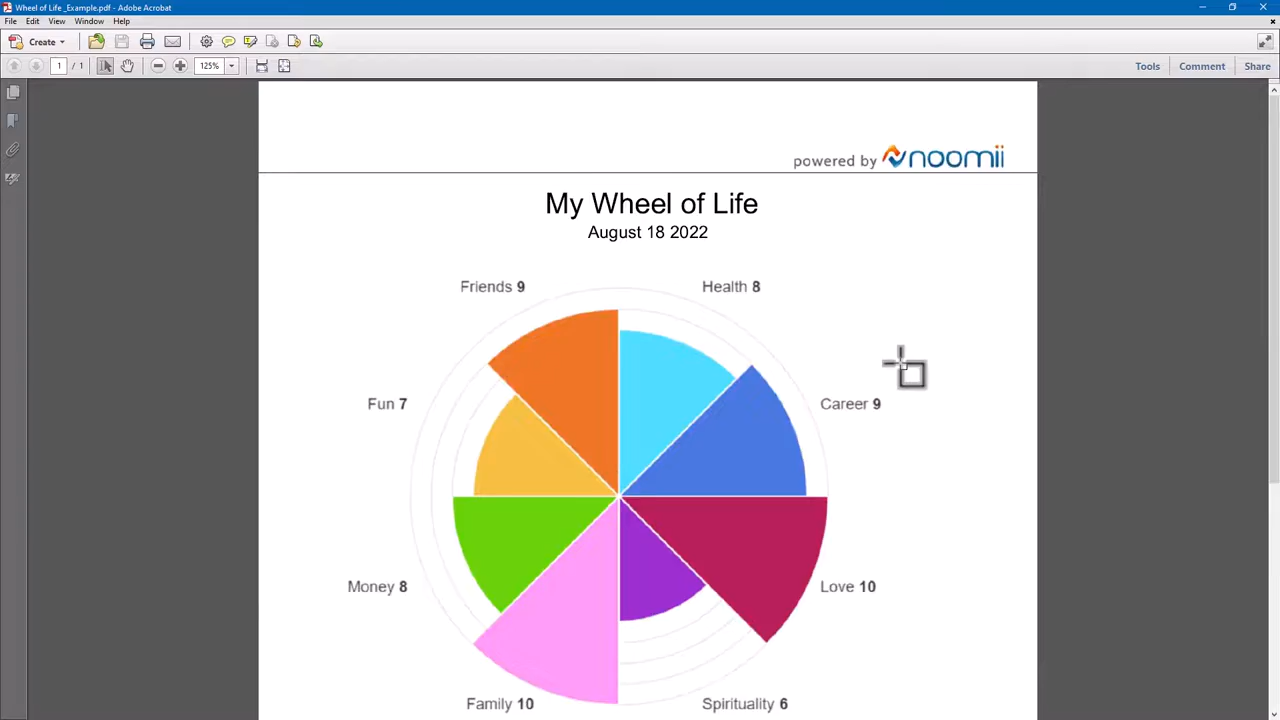 Wheel of Life _Example.pdf - Adobe Acrobat
File Edit View Window Help
Create
1 / 1 125% Tools Comment Share
powered by noomii
My Wheel of Life
August 18 2022
Friends 9 Health 8
Fun 7 Career 9
Money 8 Love 10
Family 10 Spirituality 6